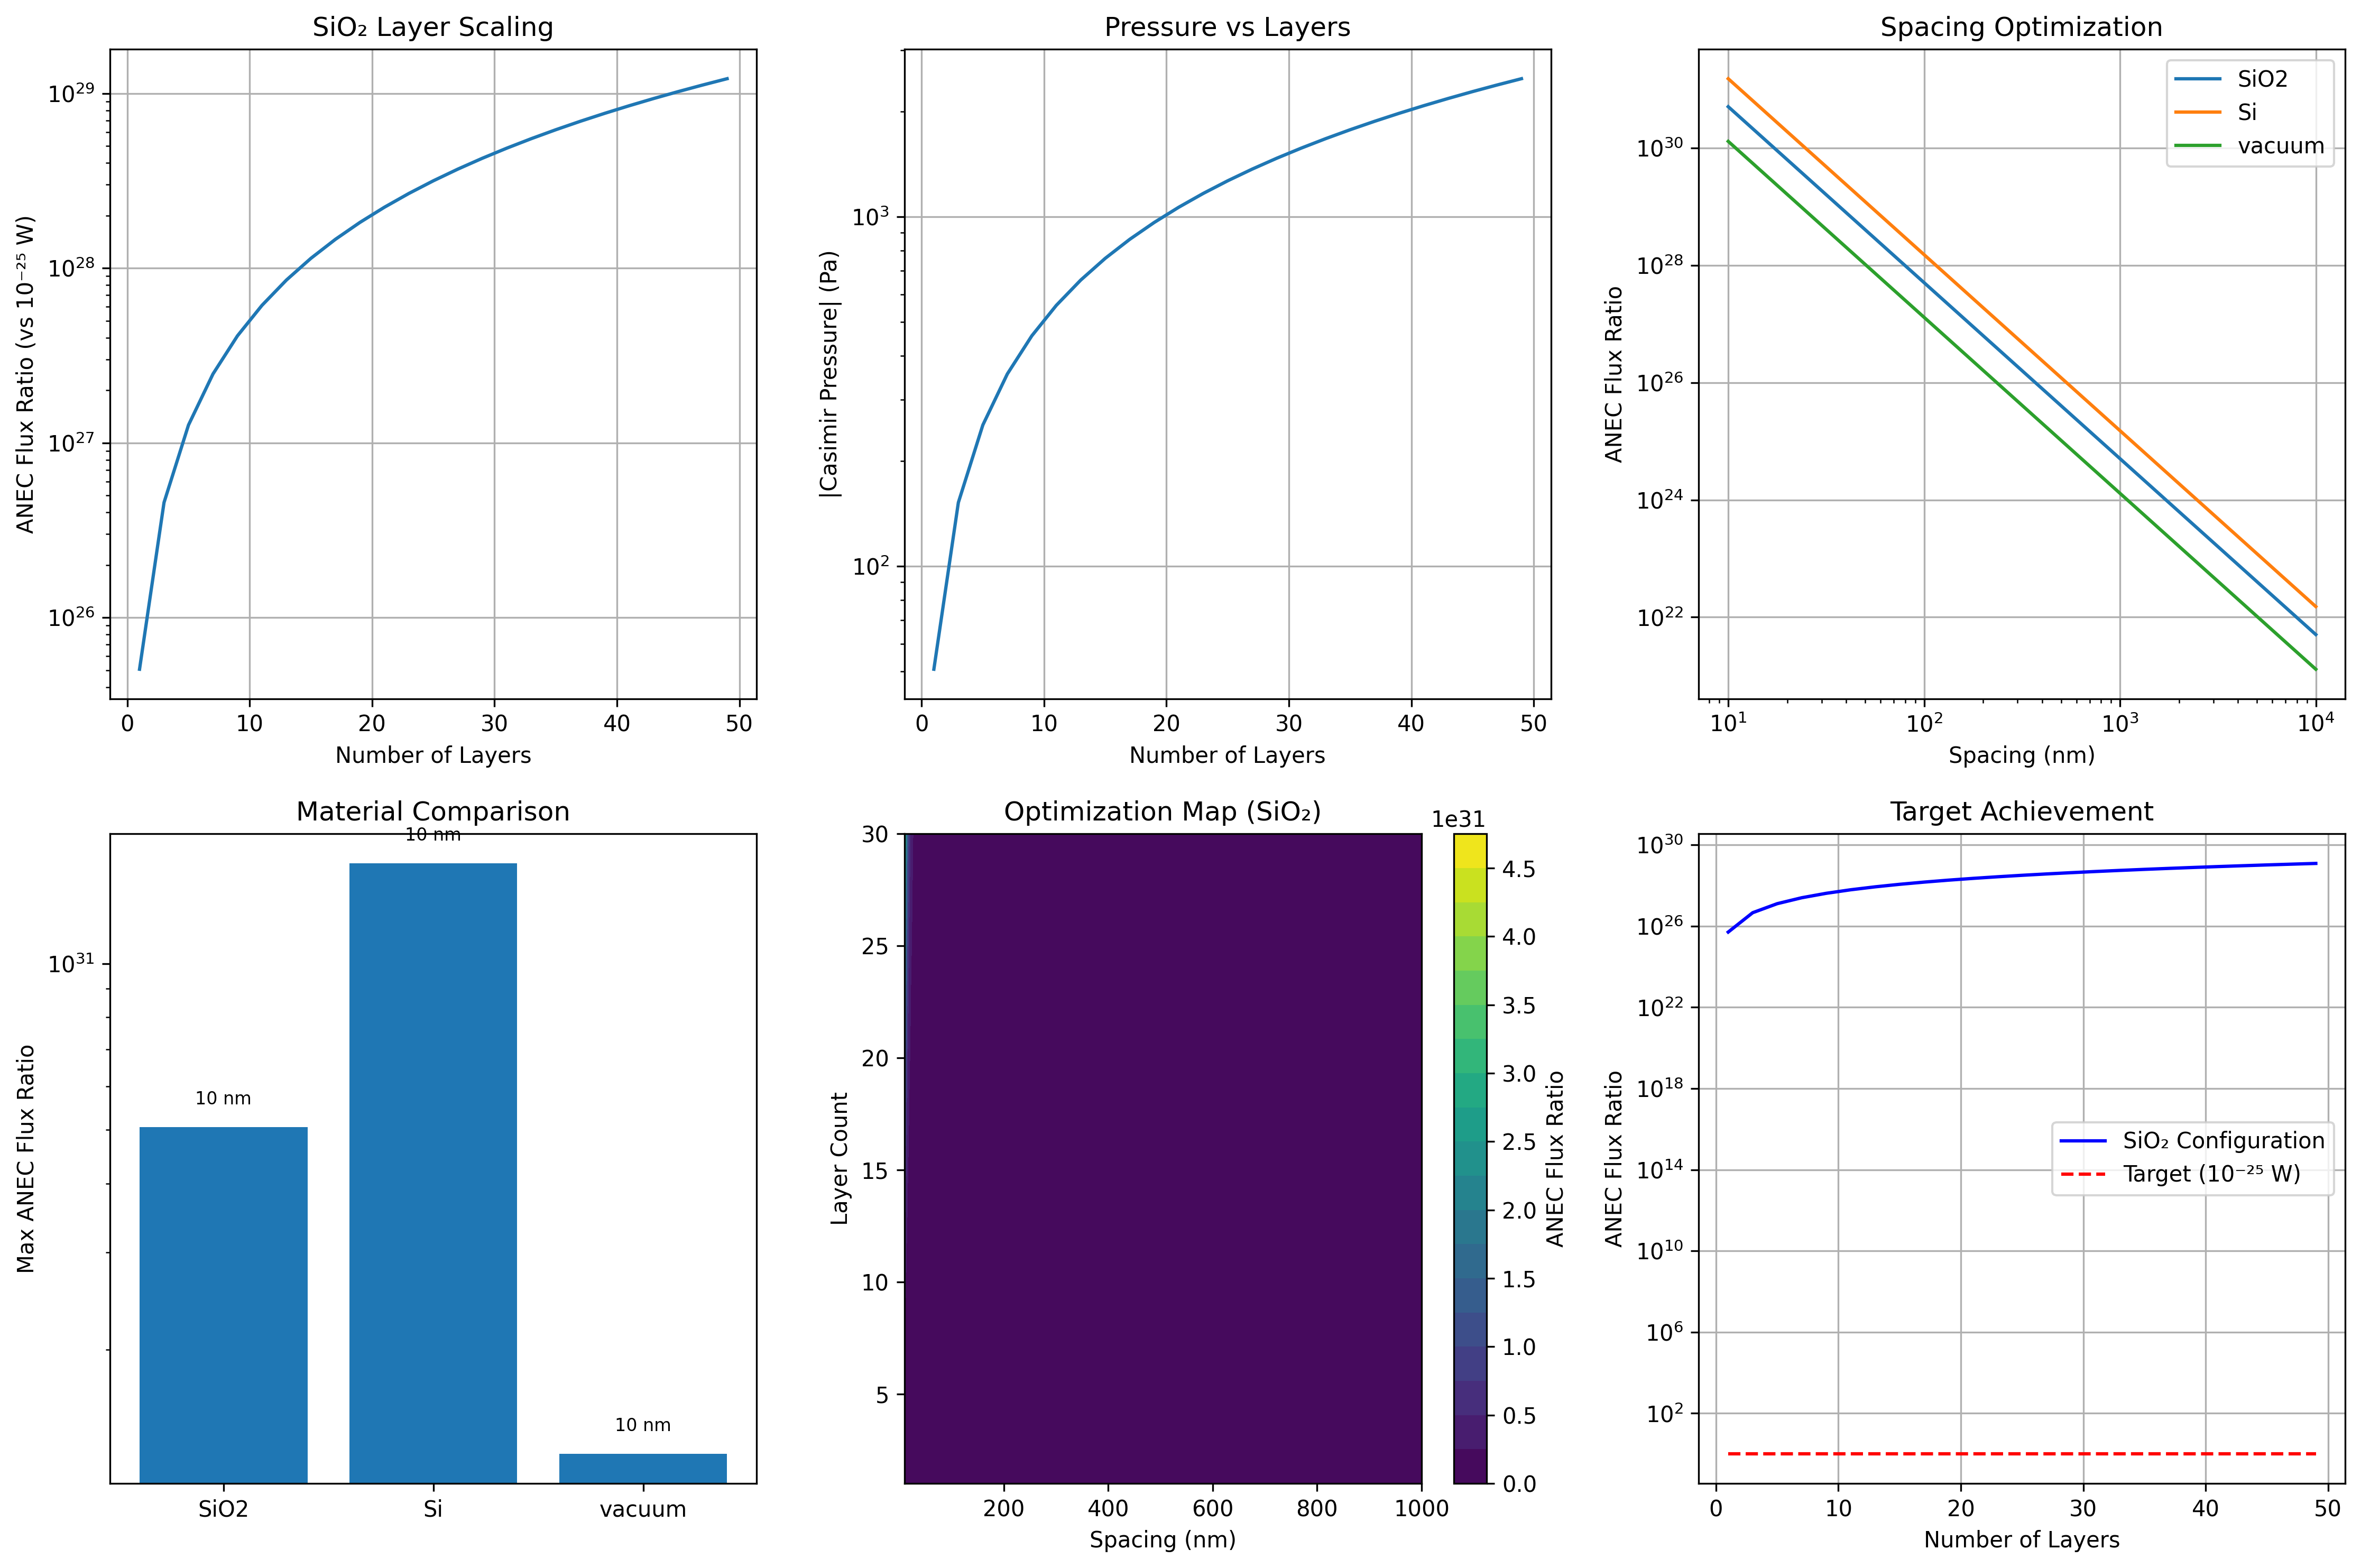 SiO₂ Layer Scaling
ANEC Flux Ratio (vs 10⁻²⁵ W)
10²⁹
10²⁸
10²⁷
10²⁶
0 10 20 30 40 50
Number of Layers
Pressure vs Layers
|Casimir Pressure| (Pa)
10³
10²
0 10 20 30 40 50
Number of Layers
Spacing Optimization
ANEC Flux Ratio
10³⁰
10²⁸
10²⁶
10²⁴
10²²
SiO2
Si
vacuum
10¹ 10² 10³ 10⁴
Spacing (nm)
Material Comparison
Max ANEC Flux Ratio
10³¹
10 nm
10 nm
10 nm
SiO2 Si vacuum
Optimization Map (SiO₂)
Layer Count
30
25
20
15
10
5
200 400 600 800 1000
Spacing (nm)
1e31
4.5
4.0
3.5
3.0
2.5
2.0
1.5
1.0
0.5
0.0
ANEC Flux Ratio
Target Achievement
ANEC Flux Ratio
10³⁰
10²⁶
10²²
10¹⁸
10¹⁴
10¹⁰
10⁶
10²
SiO₂ Configuration
Target (10⁻²⁵ W)
0 10 20 30 40 50
Number of Layers